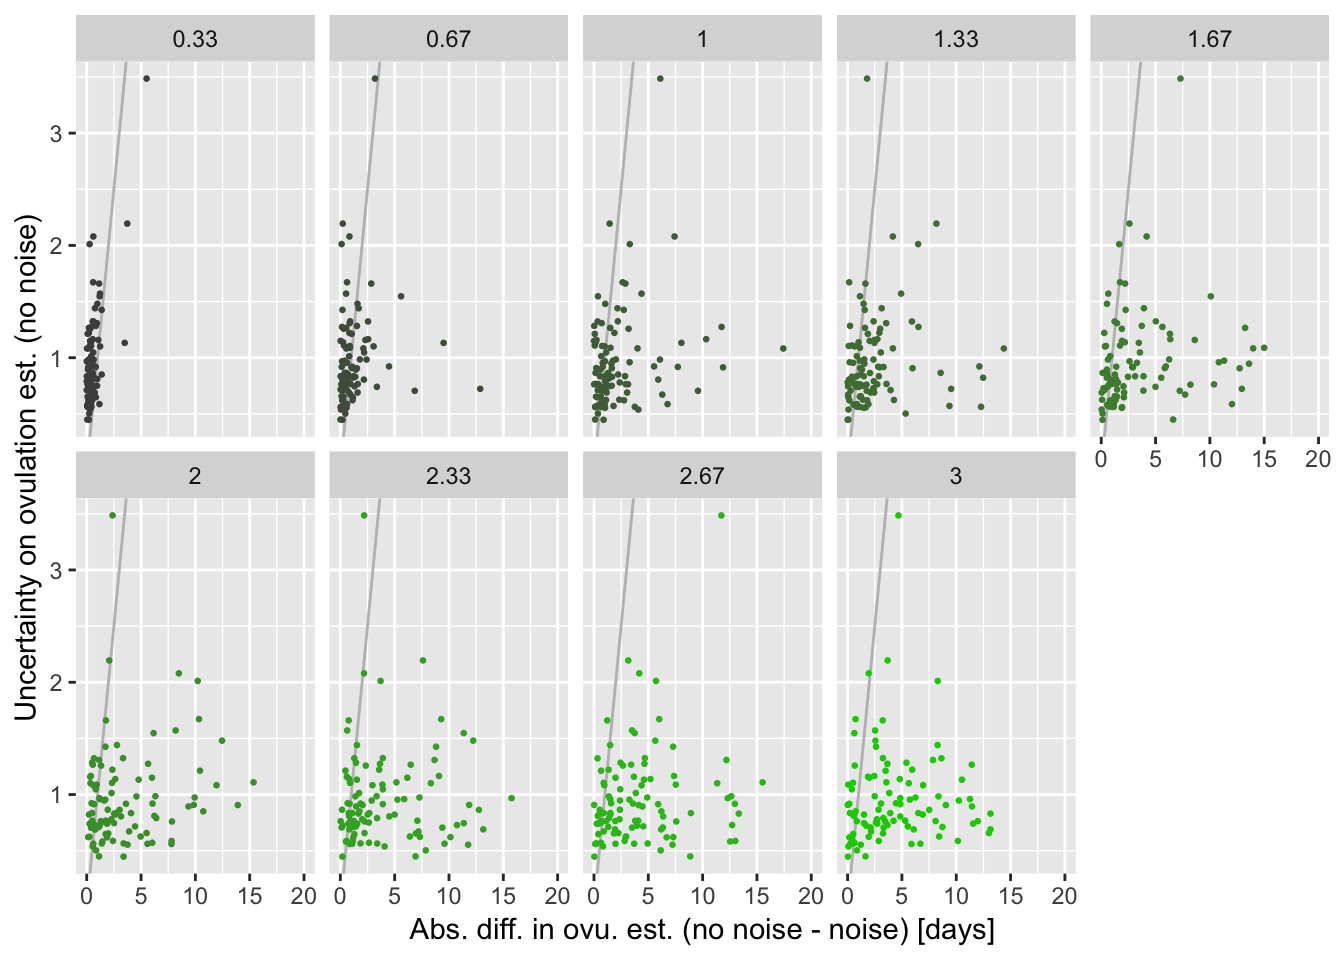 0.33 0.67 1 1.33 1.67
3
2
1
0 5 10 15 20
2 2.33 2.67 3
3
2
1
0 5 10 15 20 0 5 10 15 20 0 5 10 15 20 0 5 10 15 20
Uncertainty on ovulation est. (no noise)
Abs. diff. in ovu. est. (no noise - noise) [days]